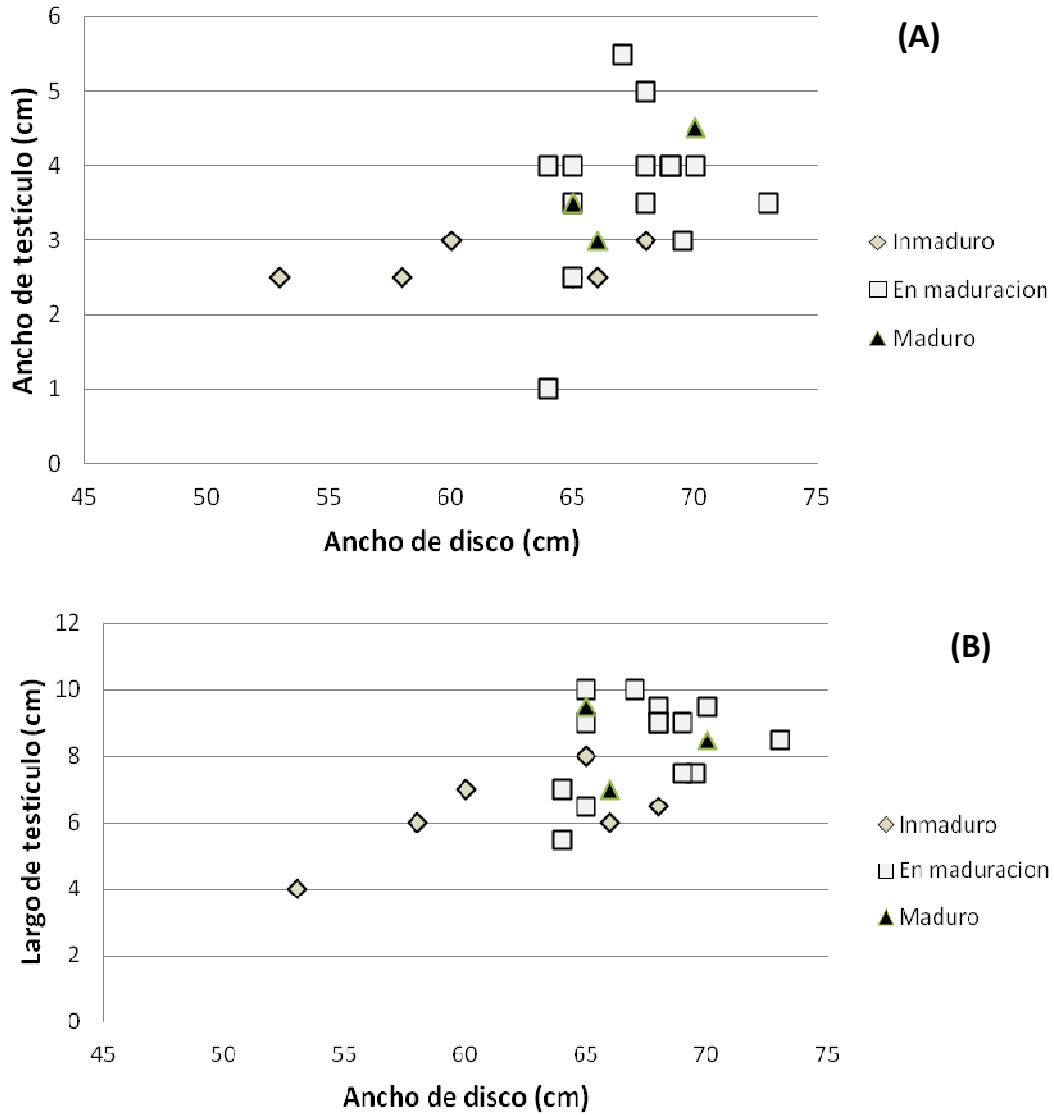 (A)
Ancho de testículo (cm)
6
5
4
3
2
1
0
45 50 55 60 65 70 75
Ancho de disco (cm)
Inmaduro
En maduracion
Maduro
(B)
Largo de testículo (cm)
12
10
8
6
4
2
0
45 50 55 60 65 70 75
Ancho de disco (cm)
Inmaduro
En maduracion
Maduro